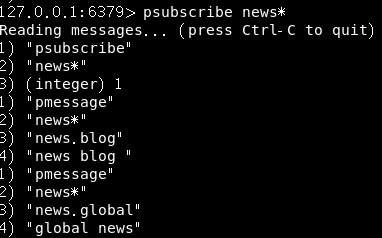 127.0.0.1:6379> psubscribe news*
Reading messages... (press Ctrl-C to quit)
1) "psubscribe"
2) "news*"
3) (integer) 1
1) "pmessage"
2) "news*"
3) "news.blog"
4) "news blog "
1) "pmessage"
2) "news*"
3) "news.global"
4) "global news"